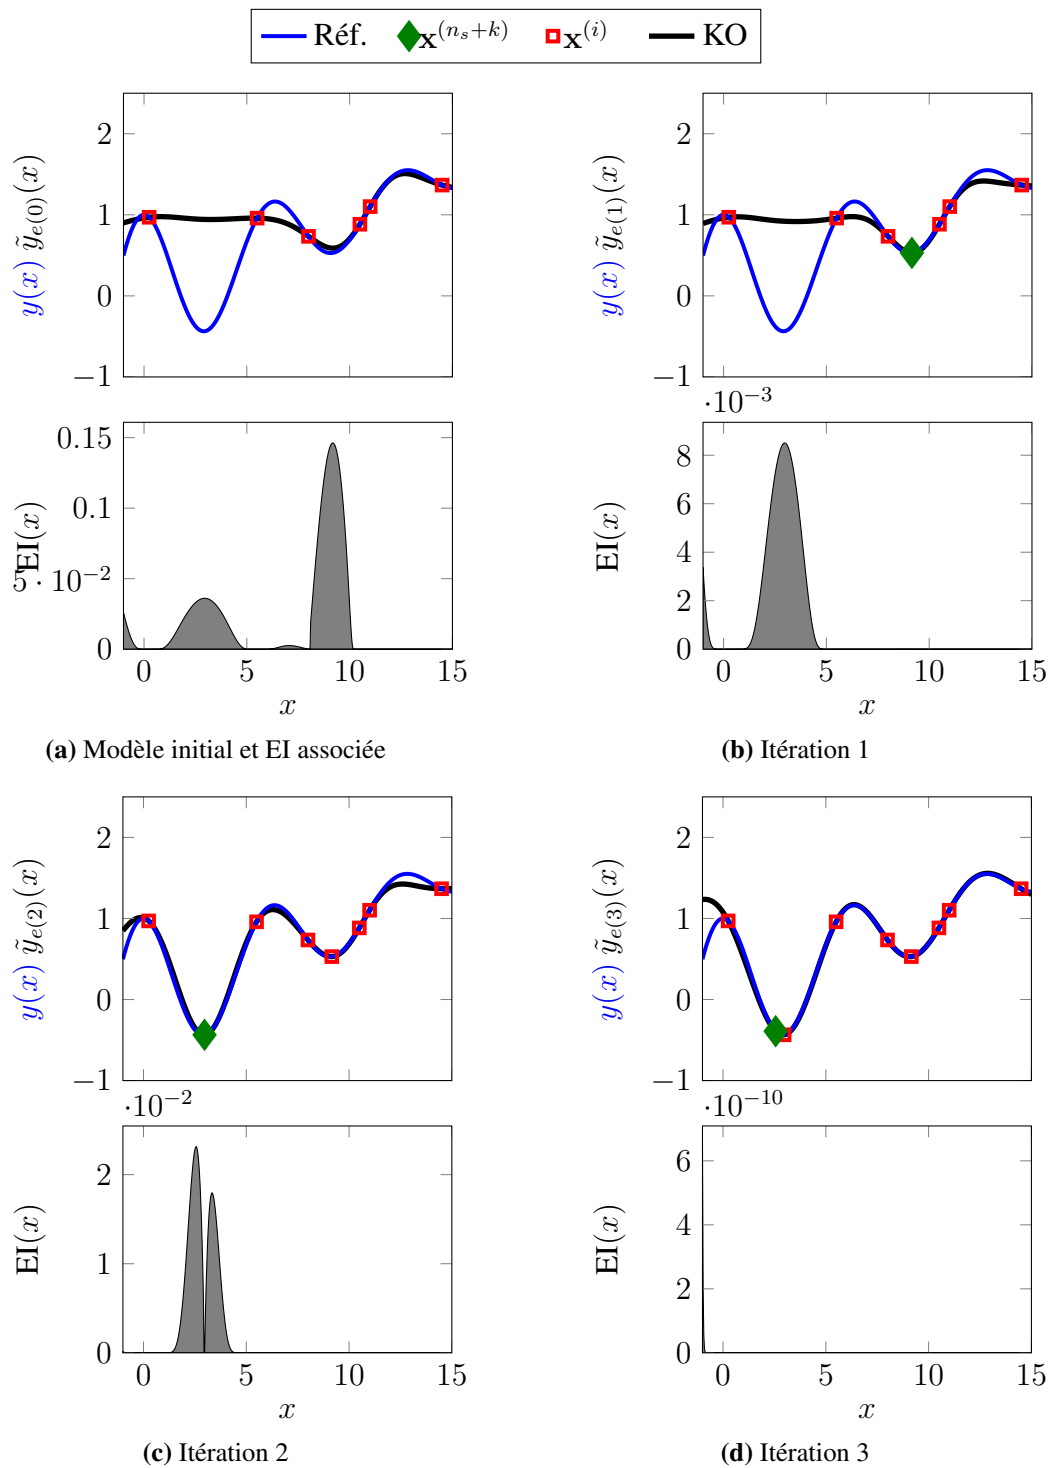 Réf. x^(n_s+k) x^(i) KO
2
1
0
−1
y(x) ỹ_e(0)(x)
0.15
0.1
5 · 10^−2
0
EI(x)
0 5 10 15
x
(a) Modèle initial et EI associée
2
1
0
−1
y(x) ỹ_e(1)(x)
·10^−3
8
6
4
2
0
EI(x)
0 5 10 15
x
(b) Itération 1
2
1
0
−1
y(x) ỹ_e(2)(x)
·10^−2
2
1
0
EI(x)
0 5 10 15
x
(c) Itération 2
2
1
0
−1
y(x) ỹ_e(3)(x)
·10^−10
6
4
2
0
EI(x)
0 5 10 15
x
(d) Itération 3